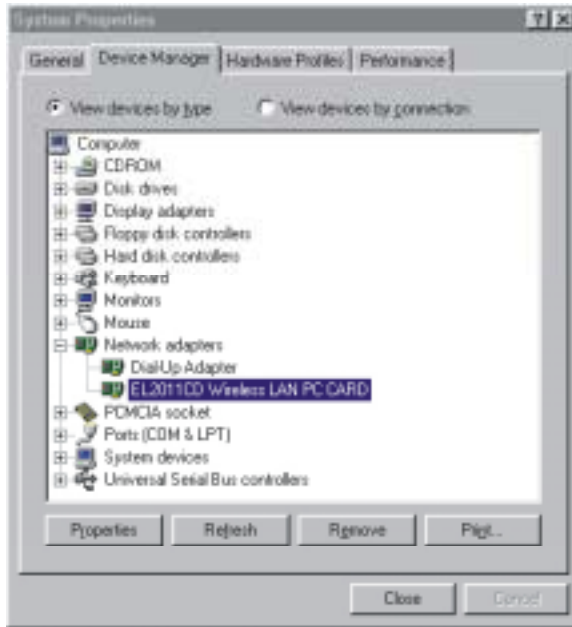 System Properties
General Device Manager Hardware Profiles Performance
View devices by type View devices by connection
Computer
CDROM
Disk drives
Display adapters
Floppy disk controllers
Hard disk controllers
Keyboard
Monitors
Mouse
Network adapters
Dial-Up Adapter
EL2011CD Wireless LAN PC CARD
PCMCIA socket
Ports (COM & LPT)
System devices
Universal Serial Bus controllers
Properties Refresh Remove Print...
Close Cancel